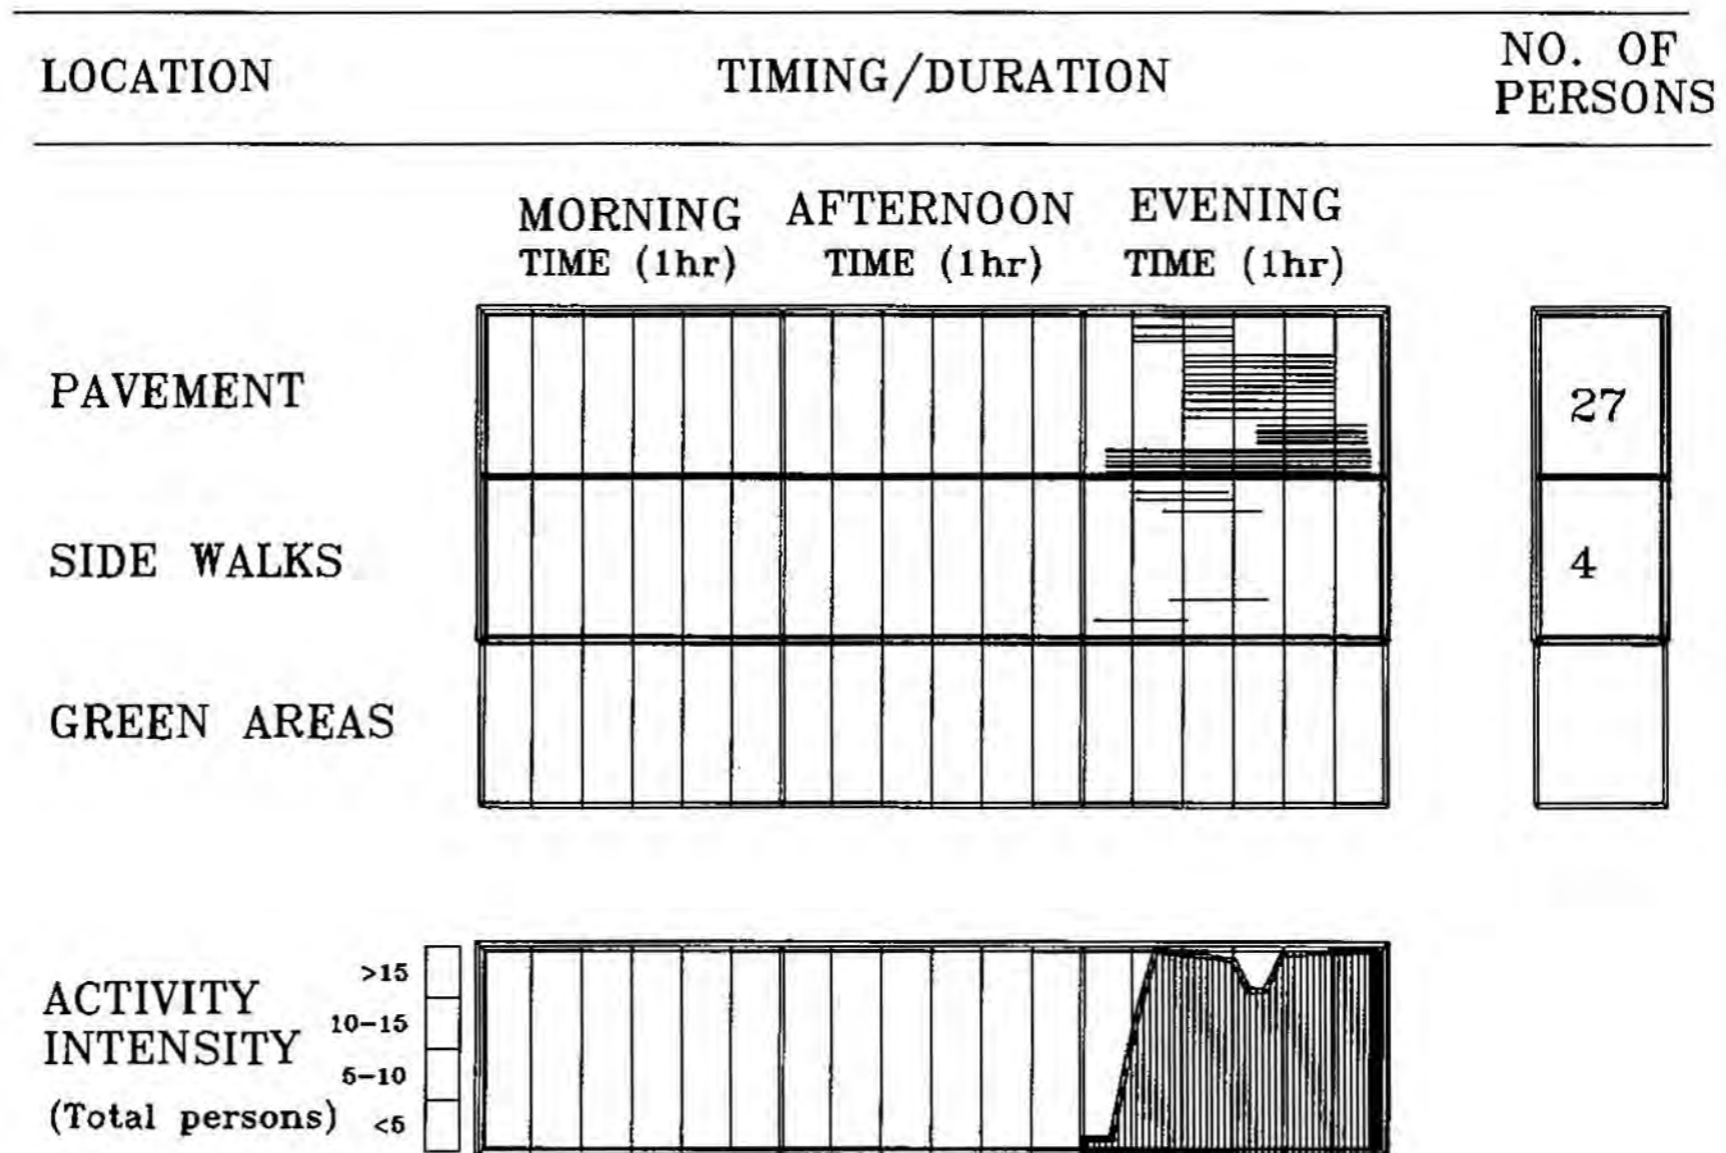 LOCATION TIMING/DURATION NO. OF
PERSONS
MORNING AFTERNOON EVENING
TIME (1hr) TIME (1hr) TIME (1hr)
PAVEMENT 27
SIDE WALKS 4
GREEN AREAS
ACTIVITY
INTENSITY
(Total persons)
>15
10-15
5-10
<5